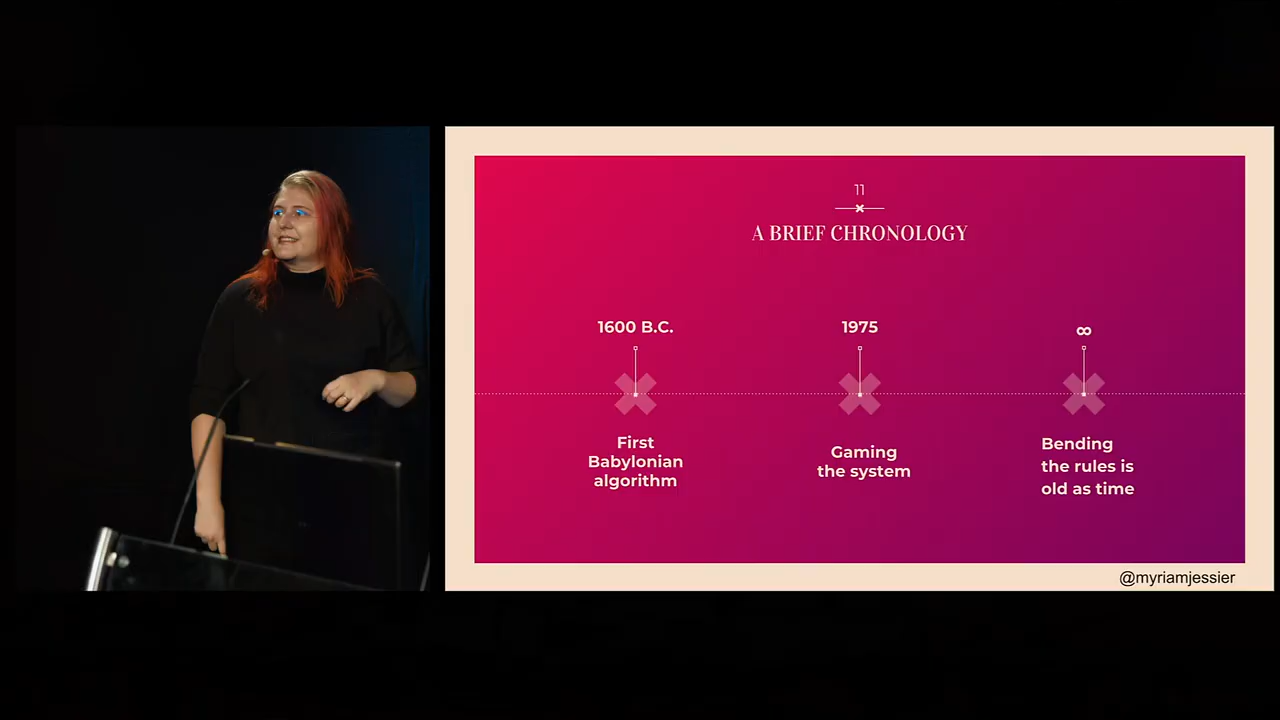 11
A BRIEF CHRONOLOGY
1600 B.C.
First
Babylonian
algorithm
1975
Gaming
the system
∞
Bending
the rules is
old as time
@myriamjessier